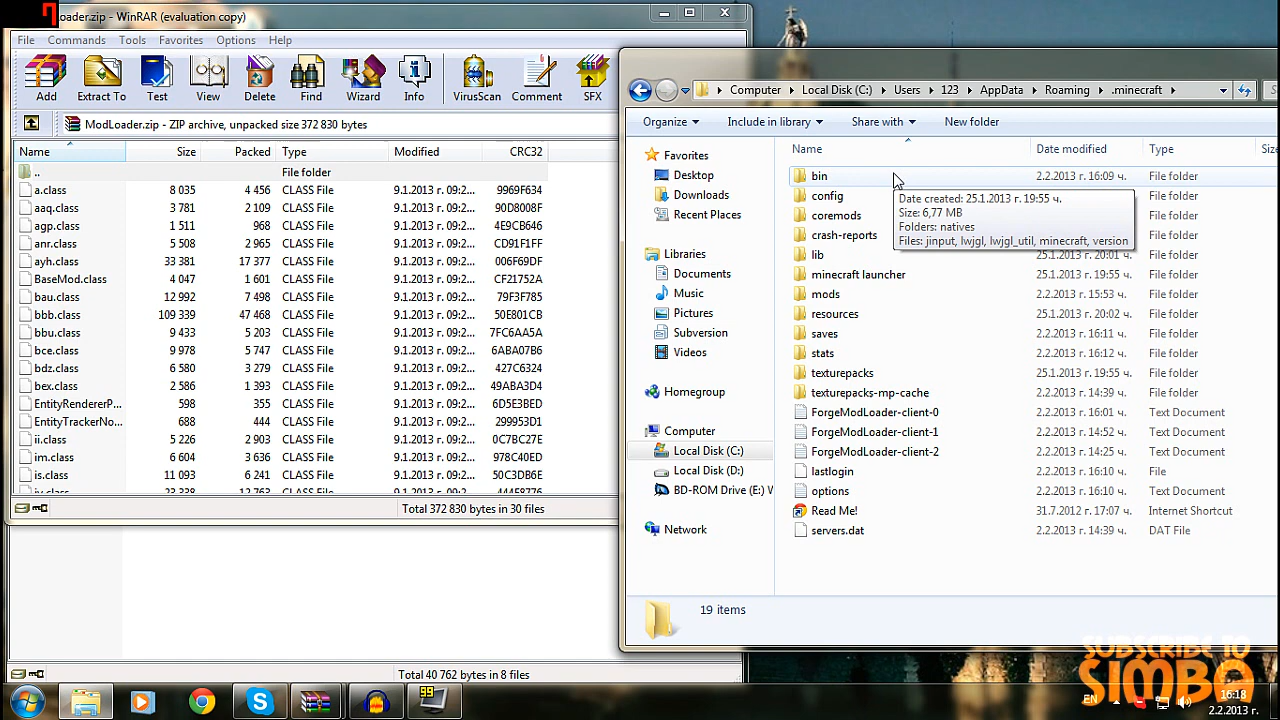 Loader.zip - WinRAR (evaluation copy)
File Commands Tools Favorites Options Help
Add Extract To Test View Delete Find Wizard Info VirusScan Comment SFX
ModLoader.zip - ZIP archive, unpacked size 372 830 bytes
Name Size Packed Type Modified CRC32
.. File folder
a.class 8 035 4 456 CLASS File 9.1.2013 г. 09:2... 9969F634
aaq.class 3 781 2 109 CLASS File 9.1.2013 г. 09:2... 90D8008F
agp.class 1 511 968 CLASS File 9.1.2013 г. 09:2... 4E9CB646
anr.class 5 508 2 965 CLASS File 9.1.2013 г. 09:2... CD91F1FF
ayh.class 33 381 17 377 CLASS File 9.1.2013 г. 09:2... 006F69DF
BaseMod.class 4 047 1 601 CLASS File 9.1.2013 г. 09:2... CF21752A
bau.class 12 992 7 498 CLASS File 9.1.2013 г. 09:2... 79F3F785
bbb.class 109 339 47 468 CLASS File 9.1.2013 г. 09:2... 50E801CB
bbu.class 9 433 5 203 CLASS File 9.1.2013 г. 09:2... 7FC6AA5A
bce.class 9 978 5 747 CLASS File 9.1.2013 г. 09:2... 6ABA07B6
bdz.class 6 580 3 279 CLASS File 9.1.2013 г. 09:2... 427C6324
bex.class 2 586 1 393 CLASS File 9.1.2013 г. 09:2... 49ABA3D4
EntityRendererP... 598 355 CLASS File 9.1.2013 г. 09:2... 6D5E3BED
EntityTrackerNo... 688 444 CLASS File 9.1.2013 г. 09:2... 299953D1
ii.class 5 226 2 903 CLASS File 9.1.2013 г. 09:2... 0C7BC27E
im.class 6 604 3 636 CLASS File 9.1.2013 г. 09:2... 978C40ED
is.class 11 093 6 241 CLASS File 9.1.2013 г. 09:2... 50C3DB6E
Total 372 830 bytes in 30 files
Total 40 762 bytes in 8 files
Computer Local Disk (C:) Users 123 AppData Roaming .minecraft
Organize Include in library Share with New folder
Favorites
Desktop
Downloads
Recent Places
Libraries
Documents
Music
Pictures
Subversion
Videos
Homegroup
Computer
Local Disk (C:)
Local Disk (D:)
BD-ROM Drive (E:) W
Network
Name Date modified Type Size
bin 2.2.2013 г. 16:09 ч. File folder
config File folder
coremods File folder
crash-reports File folder
lib 25.1.2013 г. 20:01 ч. File folder
minecraft launcher 25.1.2013 г. 19:55 ч. File folder
mods 2.2.2013 г. 15:53 ч. File folder
resources 25.1.2013 г. 20:02 ч. File folder
saves 2.2.2013 г. 16:11 ч. File folder
stats 2.2.2013 г. 16:12 ч. File folder
texturepacks 25.1.2013 г. 19:55 ч. File folder
texturepacks-mp-cache 2.2.2013 г. 14:39 ч. File folder
ForgeModLoader-client-0 2.2.2013 г. 16:01 ч. Text Document
ForgeModLoader-client-1 2.2.2013 г. 14:52 ч. Text Document
ForgeModLoader-client-2 2.2.2013 г. 14:25 ч. Text Document
lastlogin 2.2.2013 г. 16:10 ч. File
options 2.2.2013 г. 16:10 ч. Text Document
Read Me! 31.7.2012 г. 17:07 ч. Internet Shortcut
servers.dat 2.2.2013 г. 14:39 ч. DAT File
Date created: 25.1.2013 г. 19:55 ч.
Size: 6,77 MB
Folders: natives
Files: jinput, lwjgl, lwjgl_util, minecraft, version
19 items
SUBSCRIBE TO
SIMBA
99
EN
16:18
2.2.2013 г.